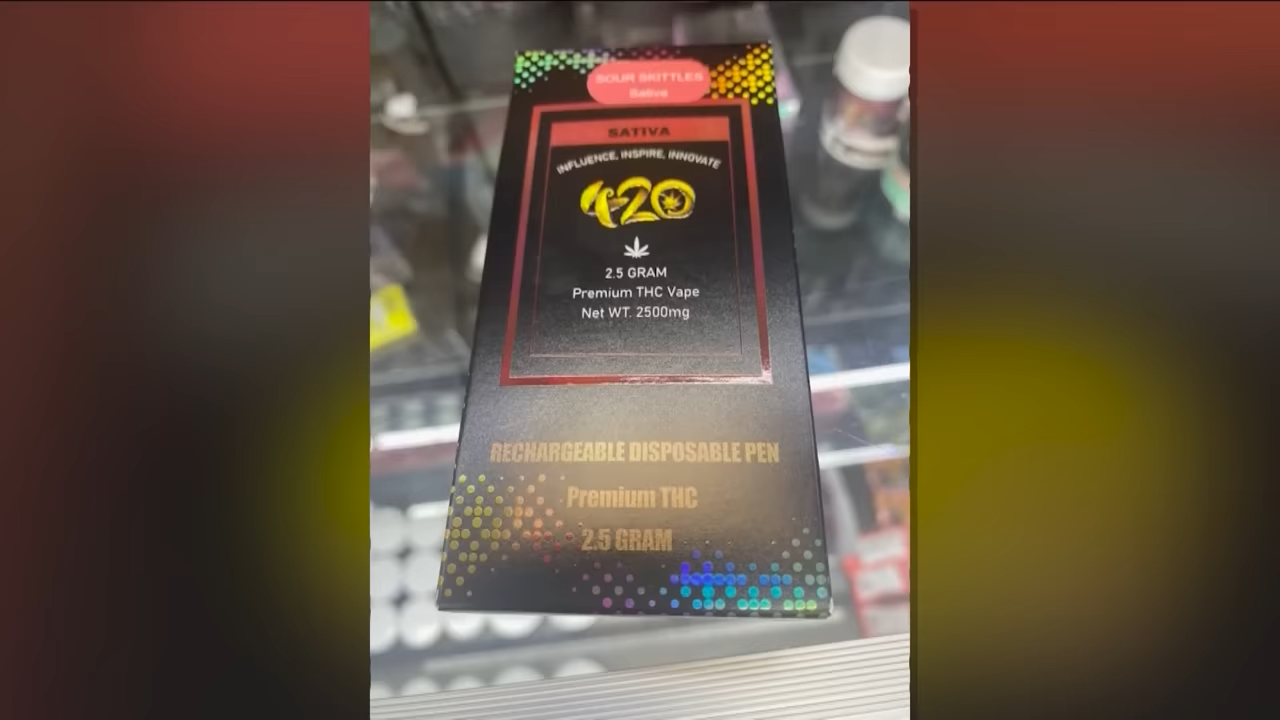 SOUR SKITTLES
Sativa
SATIVA
INFLUENCE, INSPIRE, INNOVATE
420
2.5 GRAM
Premium THC Vape
Net WT. 2500mg
RECHARGEABLE DISPOSABLE PEN
Premium THC
2.5 GRAM